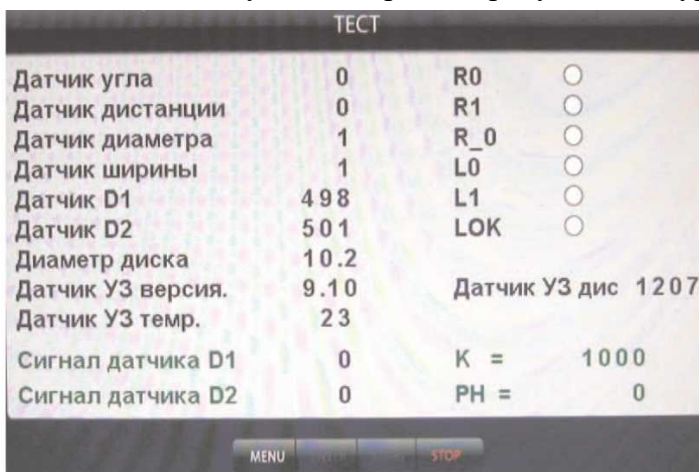 ТЕСТ
Датчик угла 0 R0
Датчик дистанции 0 R1
Датчик диаметра 1 R_0
Датчик ширины 1 L0
Датчик D1 498 L1
Датчик D2 501 LOK
Диаметр диска 10.2
Датчик УЗ версия. 9.10 Датчик УЗ дис 1207
Датчик УЗ темр. 23
Сигнал датчика D1 0 K = 1000
Сигнал датчика D2 0 PH = 0
MENU STOP